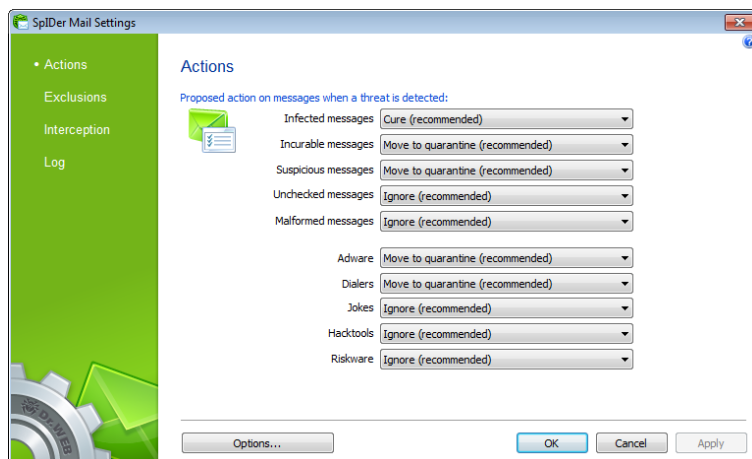 SpIDer Mail Settings
• Actions
Exclusions
Interception
Log
Actions
Proposed action on messages when a threat is detected:
Infected messages Cure (recommended)
Incurable messages Move to quarantine (recommended)
Suspicious messages Move to quarantine (recommended)
Unchecked messages Ignore (recommended)
Malformed messages Ignore (recommended)
Adware Move to quarantine (recommended)
Dialers Move to quarantine (recommended)
Jokes Ignore (recommended)
Hacktools Ignore (recommended)
Riskware Ignore (recommended)
Dr.WEB
Options... OK Cancel Apply